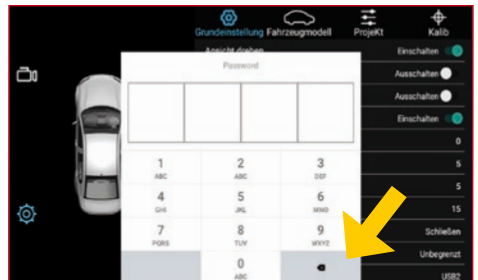 Grundeinstellung Fahrzeugmodell ProjeKt Kalib
Ansicht drehen Einschalten
Password
Ausschalten
Ausschalten
Einschalten
0
1 2 3
ABC ABC DEF
5
4 5 6
GHI JKL MNO
5
15
7 8 9
PQRS TUV WXYZ
Schließen
0
ABC
Unbegrenzt
USB2